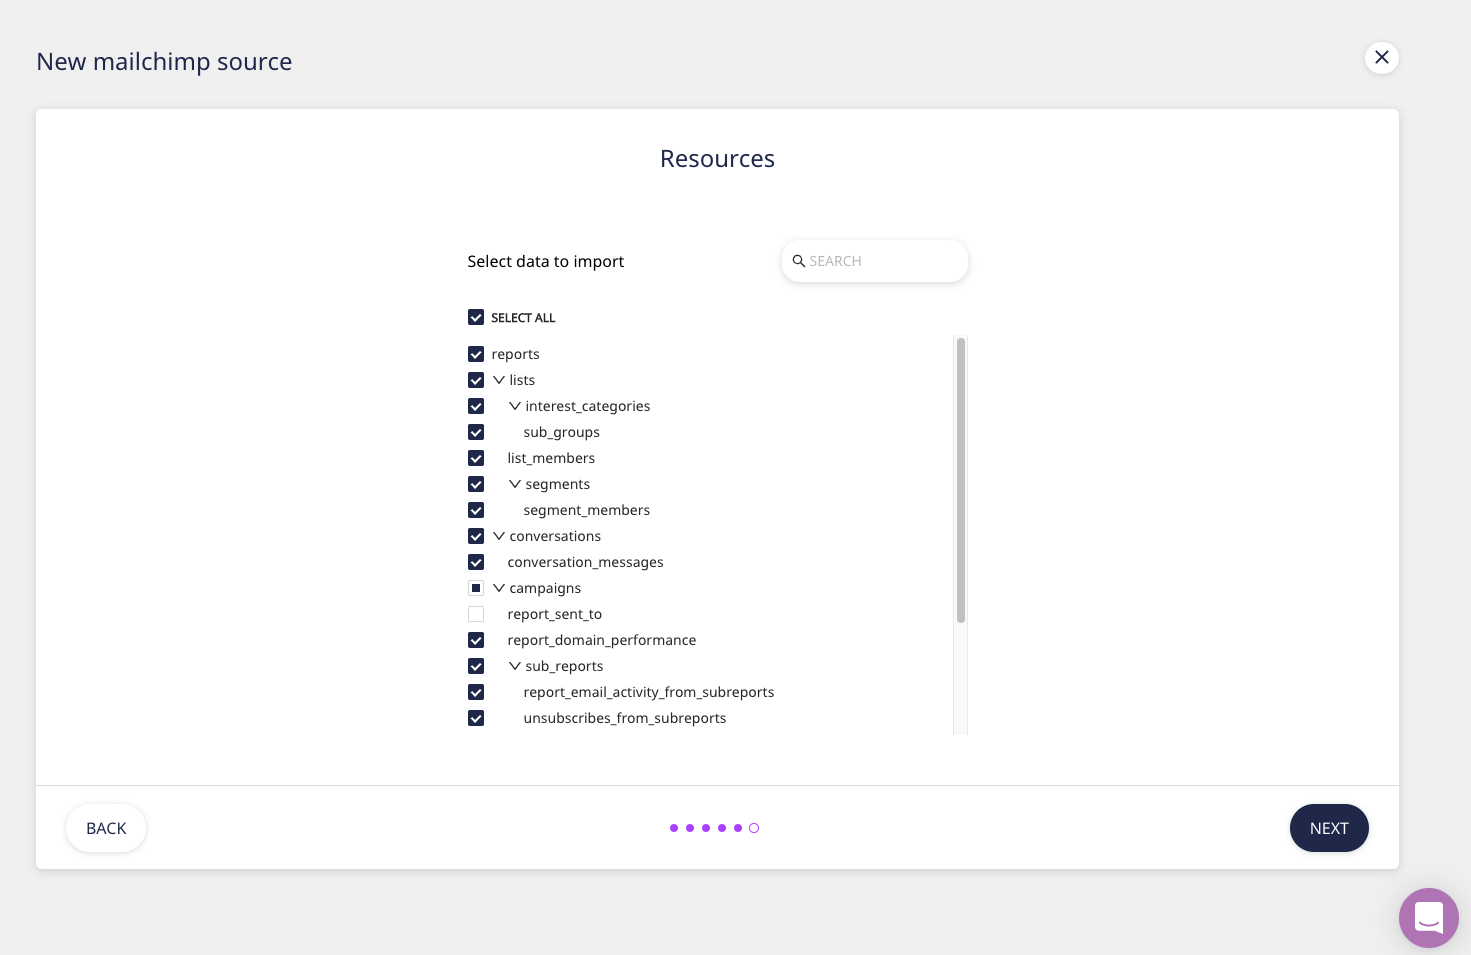 New mailchimp source
Resources
Select data to import
SEARCH
SELECT ALL
reports
lists
interest_categories
sub_groups
list_members
segments
segment_members
conversations
conversation_messages
campaigns
report_sent_to
report_domain_performance
sub_reports
report_email_activity_from_subreports
unsubscribes_from_subreports
BACK
NEXT